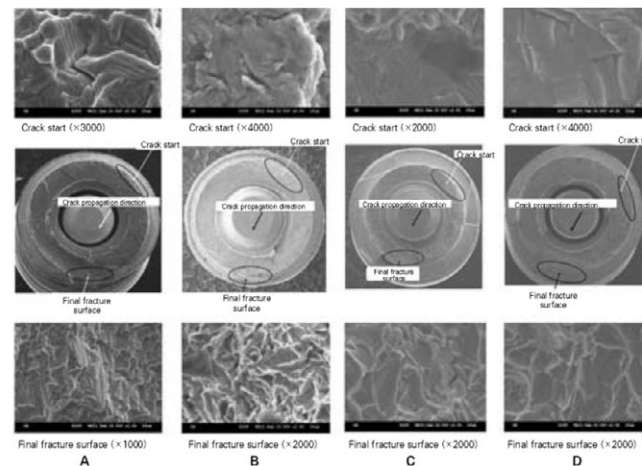 Crack start (×3000)
Crack start (×4000)
Crack start (×2000)
Crack start (×4000)
Crack start
Crack start
Crack start
Crack s
Crack propagation direction
Crack propagation direction
Crack propagation direction
Crack propagation direction
Final fracture
surface
Final fracture
surface
Final fracture
surface
Final fracture
surface
Final fracture surface (×1000)
Final fracture surface (×2000)
Final fracture surface (×2000)
Final fracture surface (×2000)
A
B
C
D